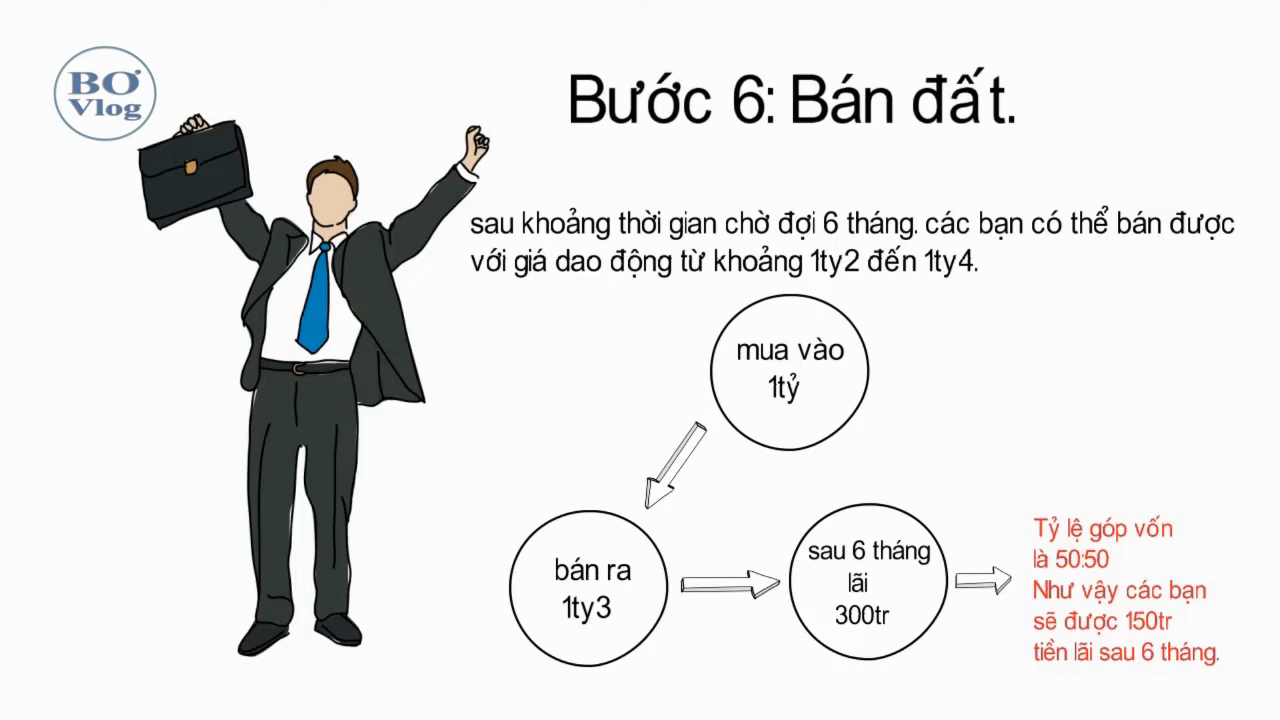 BƠ
Vlog
Bước 6: Bán đất.
sau khoảng thời gian chờ đợi 6 tháng. các bạn có thể bán được
với giá dao động từ khoảng 1ty2 đến 1ty4.
mua vào
1tỷ
bán ra
1ty3
sau 6 tháng
lãi
300tr
Tỷ lệ góp vốn
là 50:50
Như vậy các bạn
sẽ được 150tr
tiền lãi sau 6 tháng.